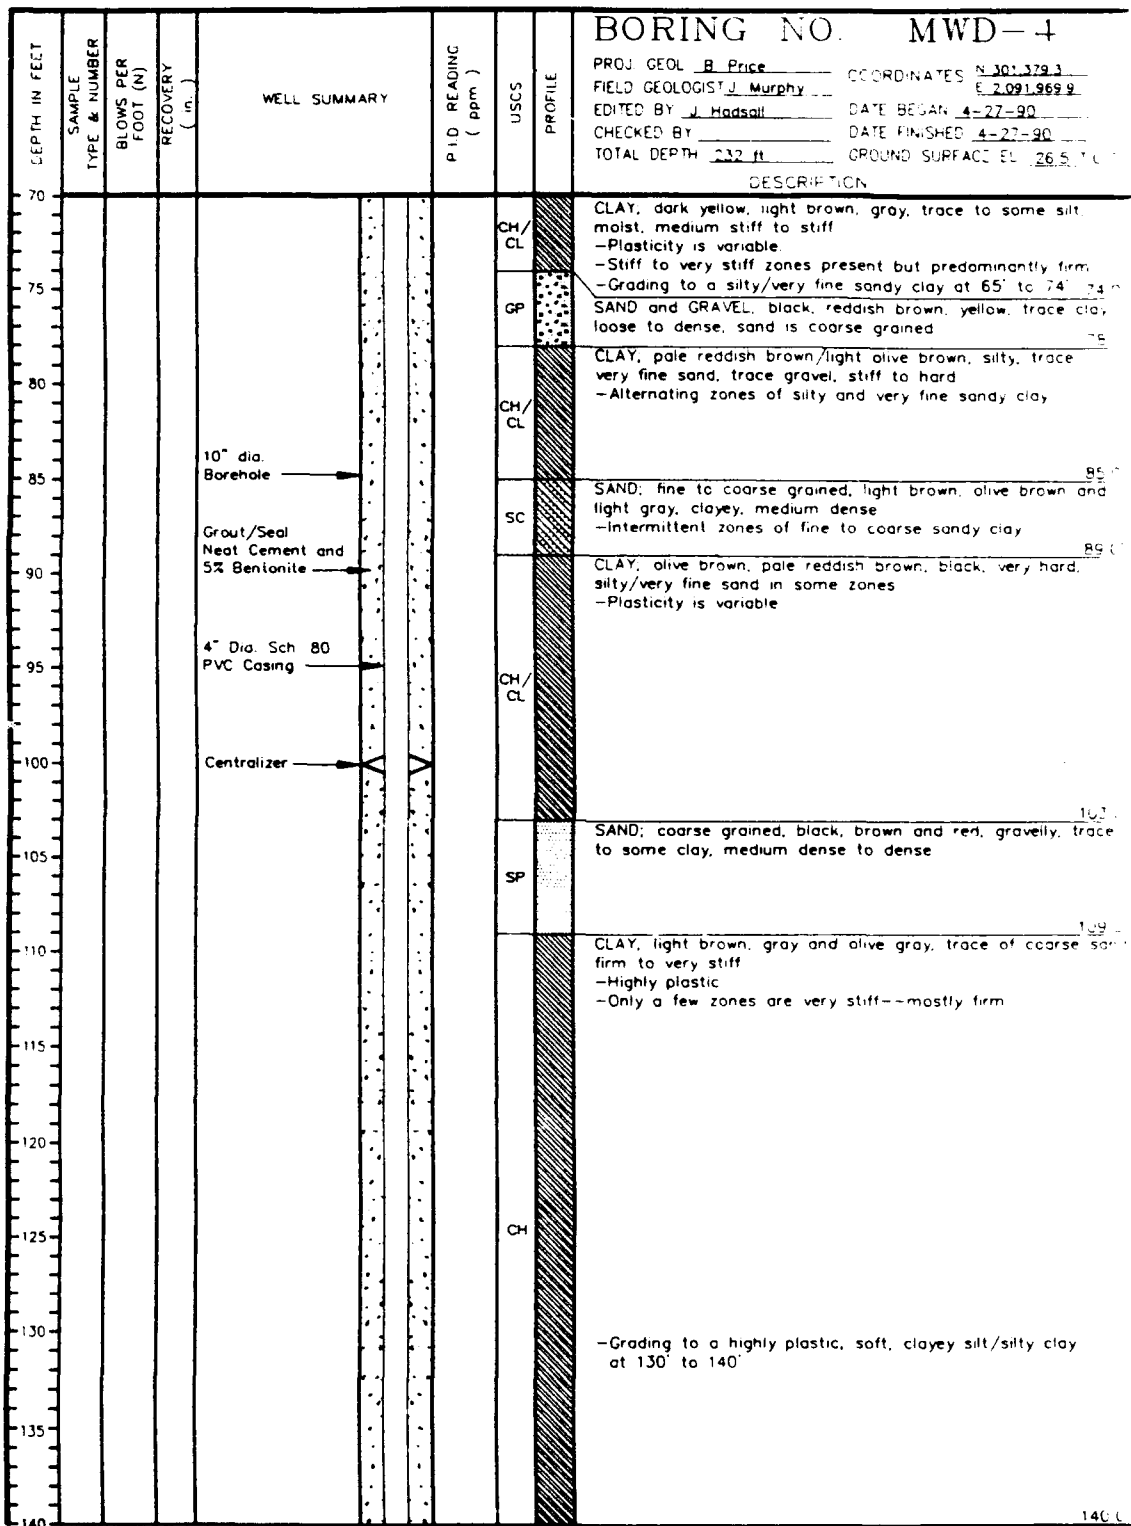 BORING NO. MWD-4
PROJ. GEOL B Price
FIELD GEOLOGIST J. Murphy
EDITED BY J. Hadsall
CHECKED BY
TOTAL DEPTH 232 ft
COORDINATES N 301,379.3
E 2,091,969.9
DATE BEGAN 4-27-90
DATE FINISHED 4-27-90
GROUND SURFACE EL. 26.5
DESCRIPTION
DEPTH IN FEET
SAMPLE
TYPE & NUMBER
BLOWS PER
FOOT (N)
RECOVERY
( in. )
WELL SUMMARY
P.I.D. READING
( ppm )
USCS
PROFILE
70
CH/
CL
CLAY, dark yellow, light brown, gray, trace to some silt,
moist, medium stiff to stiff
-Plasticity is variable.
-Stiff to very stiff zones present but predominantly firm
-Grading to a silty/very fine sandy clay at 65' to 74'
75
GP
SAND and GRAVEL, black, reddish brown, yellow, trace clay,
loose to dense, sand is coarse grained
78
80
CH/
CL
CLAY, pale reddish brown/light olive brown, silty, trace
very fine sand, trace gravel, stiff to hard
-Alternating zones of silty and very fine sandy clay
10" dia.
Borehole
85
SC
SAND; fine to coarse grained, light brown, olive brown and
light gray, clayey, medium dense
-Intermittent zones of fine to coarse sandy clay
Grout/Seal
Neat Cement and
5% Bentonite
90
CLAY; olive brown, pale reddish brown, black, very hard,
silty/very fine sand in some zones
-Plasticity is variable
4" Dia. Sch 80
PVC Casing
95
CH/
CL
100
Centralizer
SAND; coarse grained, black, brown and red, gravelly, trace
to some clay, medium dense to dense
105
SP
110
CLAY, light brown, gray and olive gray, trace of coarse
firm to very stiff
-Highly plastic
-Only a few zones are very stiff--mostly firm
115
120
125
CH
130
-Grading to a highly plastic, soft, clayey silt/silty clay
at 130' to 140'
135
140